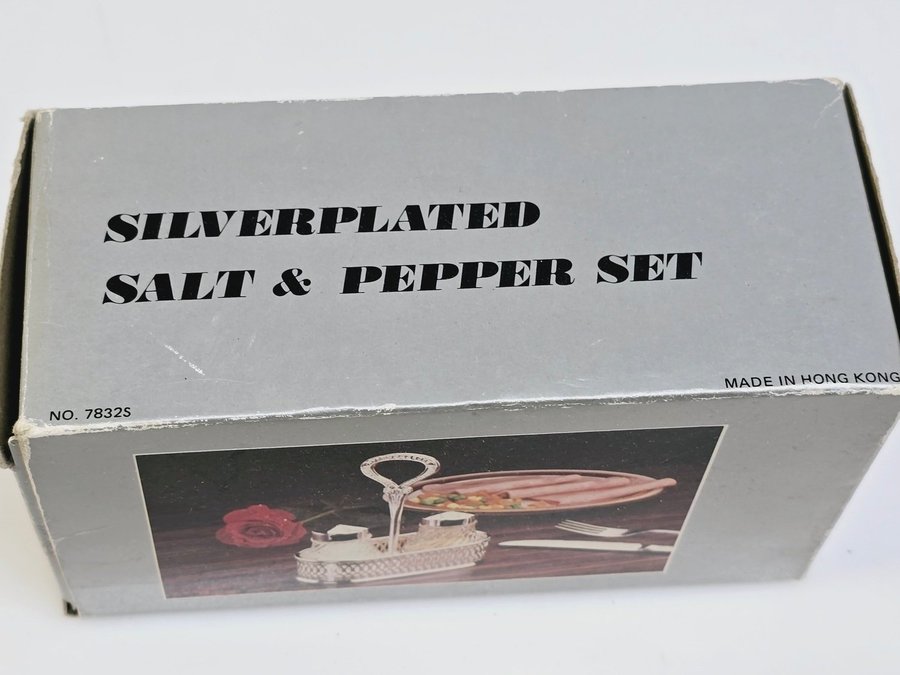 SILVERPLATED
SALT & PEPPER SET
NO. 7832S
MADE IN HONG KONG